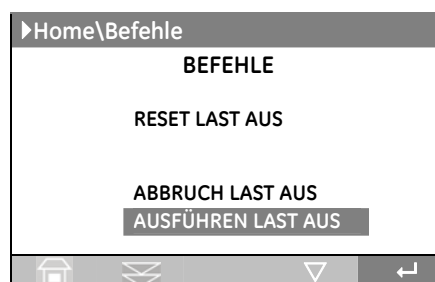 Home\Befehle
BEFEHLE
RESET LAST AUS
ABBRUCH LAST AUS
AUSFÜHREN LAST AUS